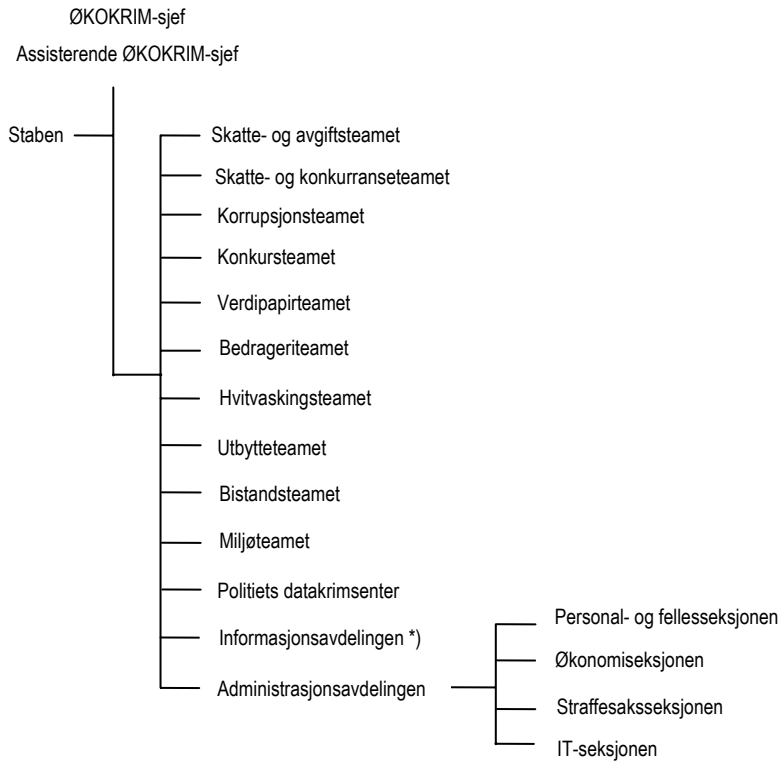 ØKOKRIM-sjef
Assisterende ØKOKRIM-sjef
Staben
Skatte- og avgiftsteamet
Skatte- og konkurranseteamet
Korrupsjonsteamet
Konkursteamet
Verdipapirteamet
Bedrageriteamet
Hvitvaskingsteamet
Utbytteteamet
Bistandsteamet
Miljøteamet
Politiets datakrimsenter
Informasjonsavdelingen *)
Administrasjonsavdelingen
Personal- og fellesseksjonen
Økonomiseksjonen
Straffesaksseksjonen
IT-seksjonen